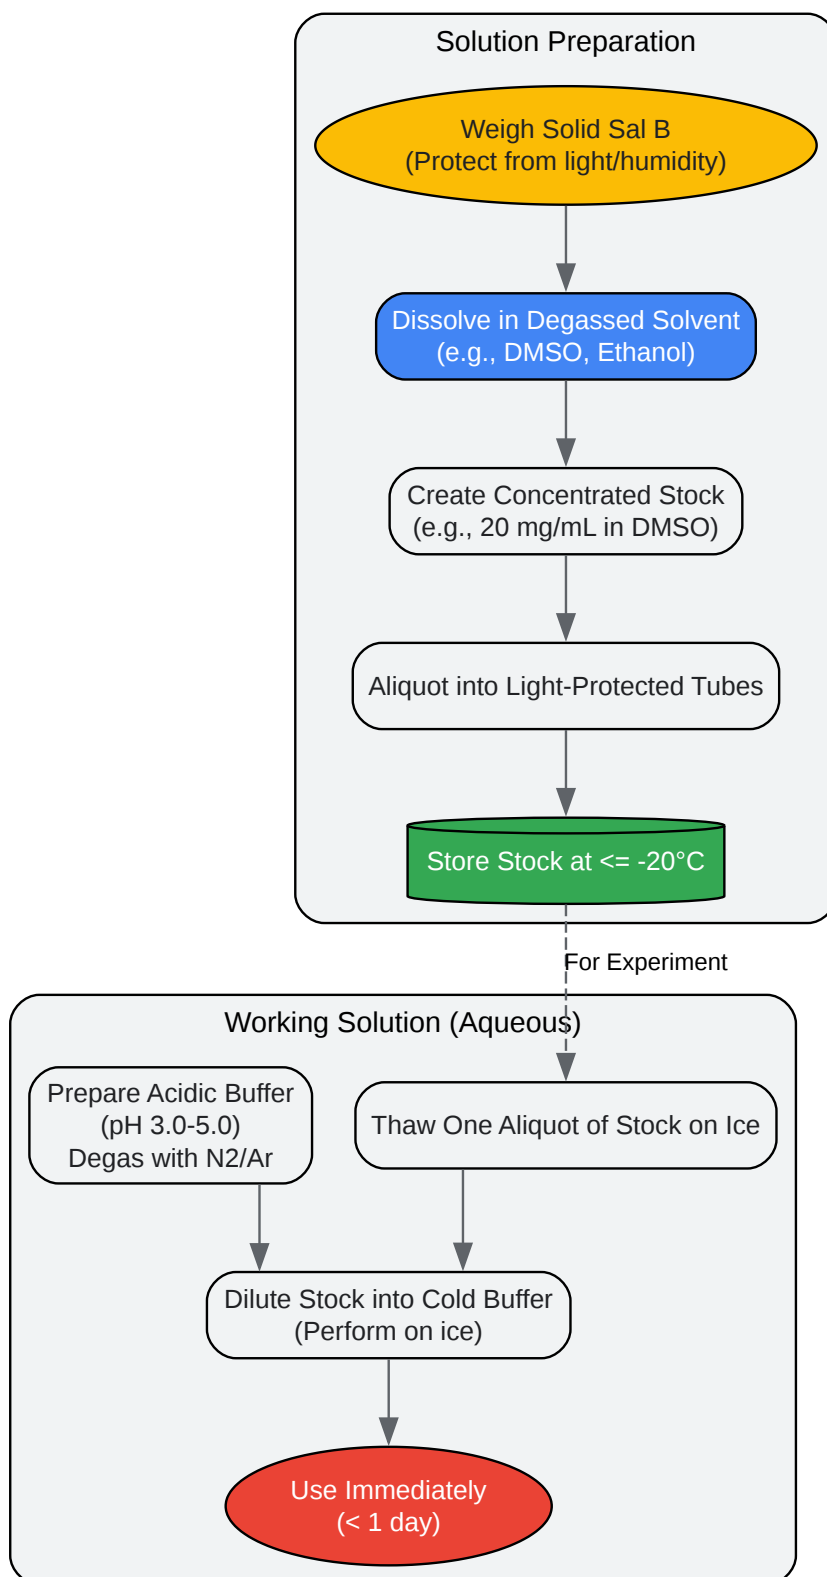 Solution Preparation
Weigh Solid Sal B
(Protect from light/humidity)
Dissolve in Degassed Solvent
(e.g., DMSO, Ethanol)
Create Concentrated Stock
(e.g., 20 mg/mL in DMSO)
Aliquot into Light-Protected Tubes
Store Stock at <= -20°C
For Experiment
Working Solution (Aqueous)
Prepare Acidic Buffer
(pH 3.0-5.0)
Degas with N2/Ar
Thaw One Aliquot of Stock on Ice
Dilute Stock into Cold Buffer
(Perform on ice)
Use Immediately
(< 1 day)